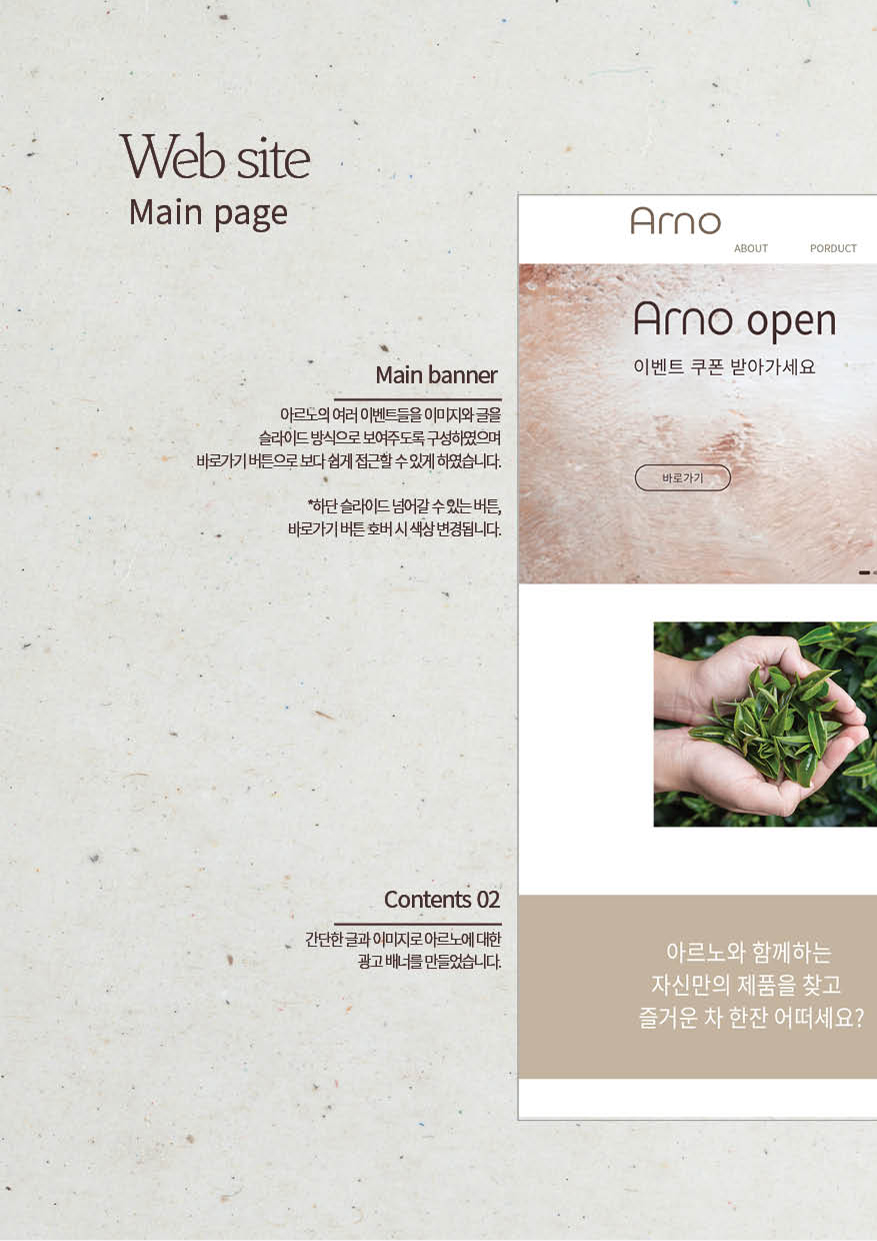 Web site
Main page
Arno
ABOUT PORDUCT
Arno open
이벤트 쿠폰 받아가세요
바로가기
Main banner
아르노의 여러 이벤트들을 이미지와 글을
슬라이드 방식으로 보여주도록 구성하였으며
바로가기 버튼으로 보다 쉽게 접근할 수 있게 하였습니다.
*하단 슬라이드 넘어갈 수 있는 버튼,
바로가기 버튼 호버 시 색상 변경됩니다.
Contents 02
간단한 글과 이미지로 아르노에 대한
광고 배너를 만들었습니다.
아르노와 함께하는
자신만의 제품을 찾고
즐거운 차 한잔 어떠세요?